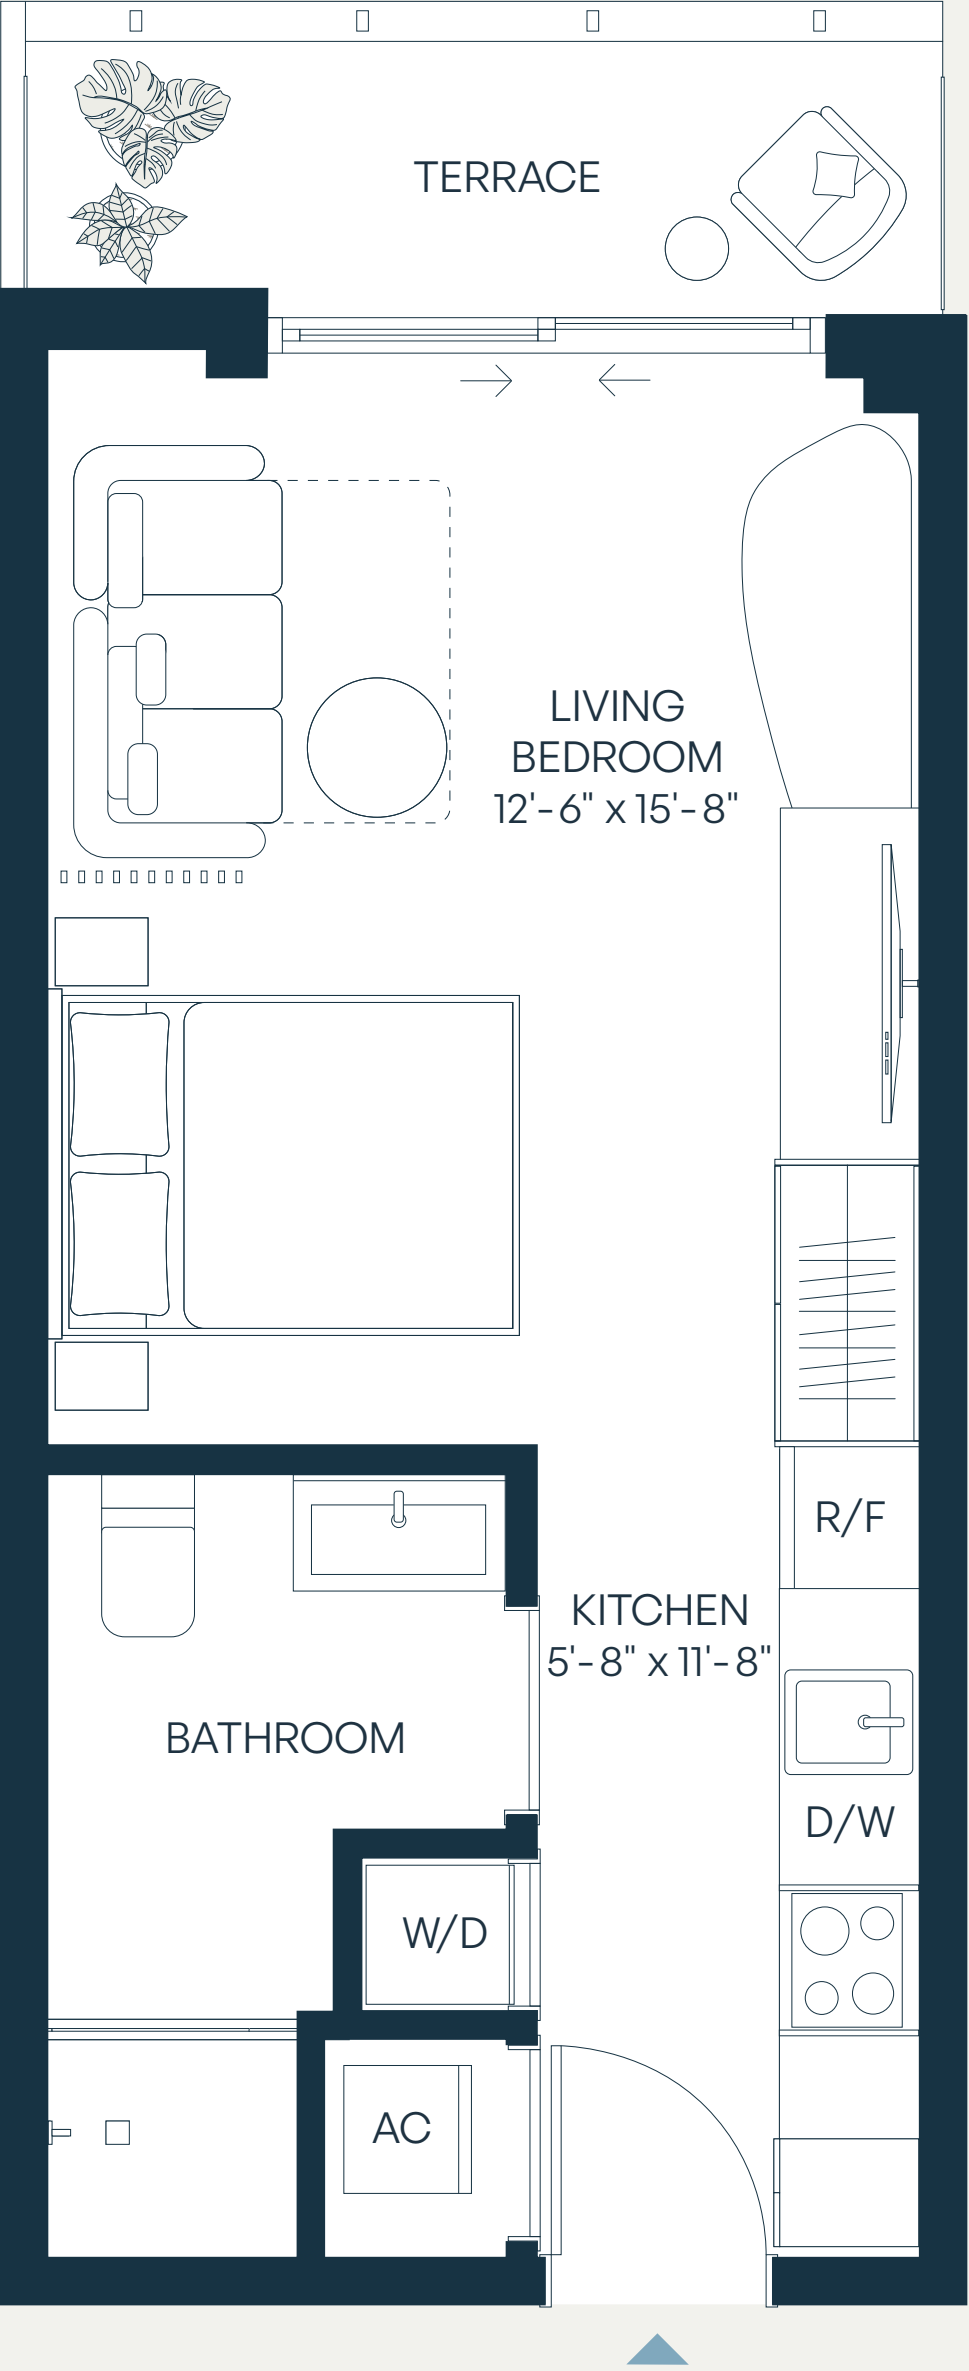 TERRACE
LIVING
BEDROOM
12'-6" x 15'-8"
R/F
KITCHEN
5'-8" x 11'-8"
BATHROOM
D/W
W/D
AC